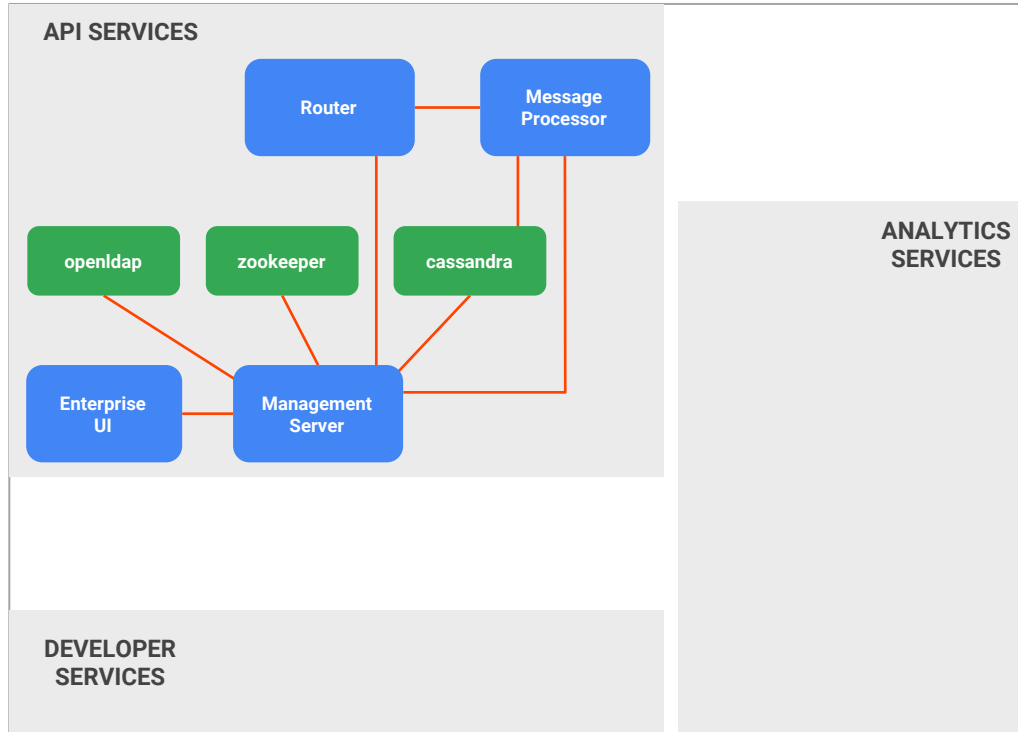 API SERVICES
Router
Message
Processor
ANALYTICS
SERVICES
openldap
zookeeper
cassandra
Enterprise
UI
Management
Server
DEVELOPER
SERVICES